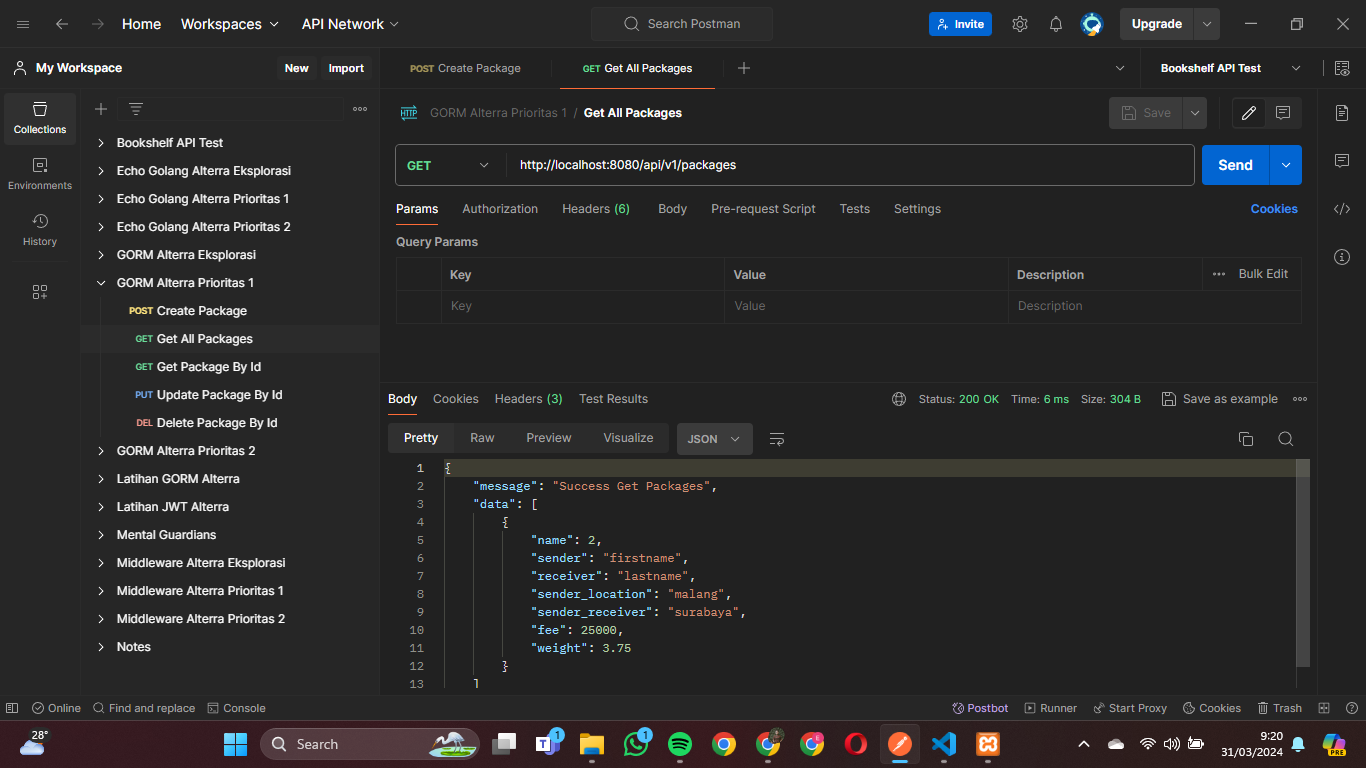 Home Workspaces API Network Search Postman Invite Upgrade
My Workspace New Import POST Create Package GET Get All Packages Bookshelf API Test
Collections
Environments
History
Bookshelf API Test
Echo Golang Alterra Eksplorasi
Echo Golang Alterra Prioritas 1
Echo Golang Alterra Prioritas 2
GORM Alterra Eksplorasi
GORM Alterra Prioritas 1
POST Create Package
GET Get All Packages
GET Get Package By Id
PUT Update Package By Id
DEL Delete Package By Id
GORM Alterra Prioritas 2
Latihan GORM Alterra
Latihan JWT Alterra
Mental Guardians
Middleware Alterra Eksplorasi
Middleware Alterra Prioritas 1
Middleware Alterra Prioritas 2
Notes
HTTP GORM Alterra Prioritas 1 / Get All Packages Save
GET http://localhost:8080/api/v1/packages Send
Params Authorization Headers (6) Body Pre-request Script Tests Settings Cookies
Query Params
Key Value Description Bulk Edit
Key Value Description
Body Cookies Headers (3) Test Results Status: 200 OK Time: 6 ms Size: 304 B Save as example
Pretty Raw Preview Visualize JSON
1 {
2 "message": "Success Get Packages",
3 "data": [
4 {
5 "name": 2,
6 "sender": "firstname",
7 "receiver": "lastname",
8 "sender_location": "malang",
9 "sender_receiver": "surabaya",
10 "fee": 25000,
11 "weight": 3.75
12 }
13 ]
Online Find and replace Console Postbot Runner Start Proxy Cookies Trash
28° Search 1 1 9:20
31/03/2024
PRE